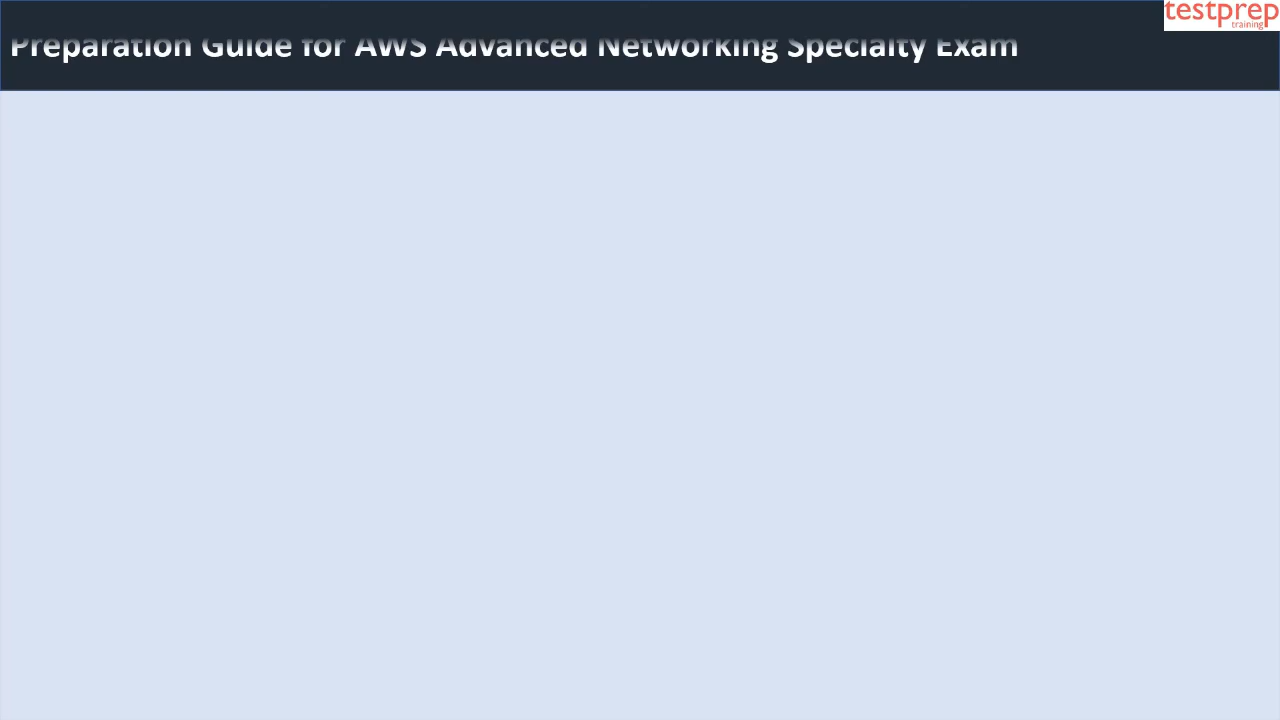 testprep
training
Preparation Guide for AWS Advanced Networking Specialty Exam